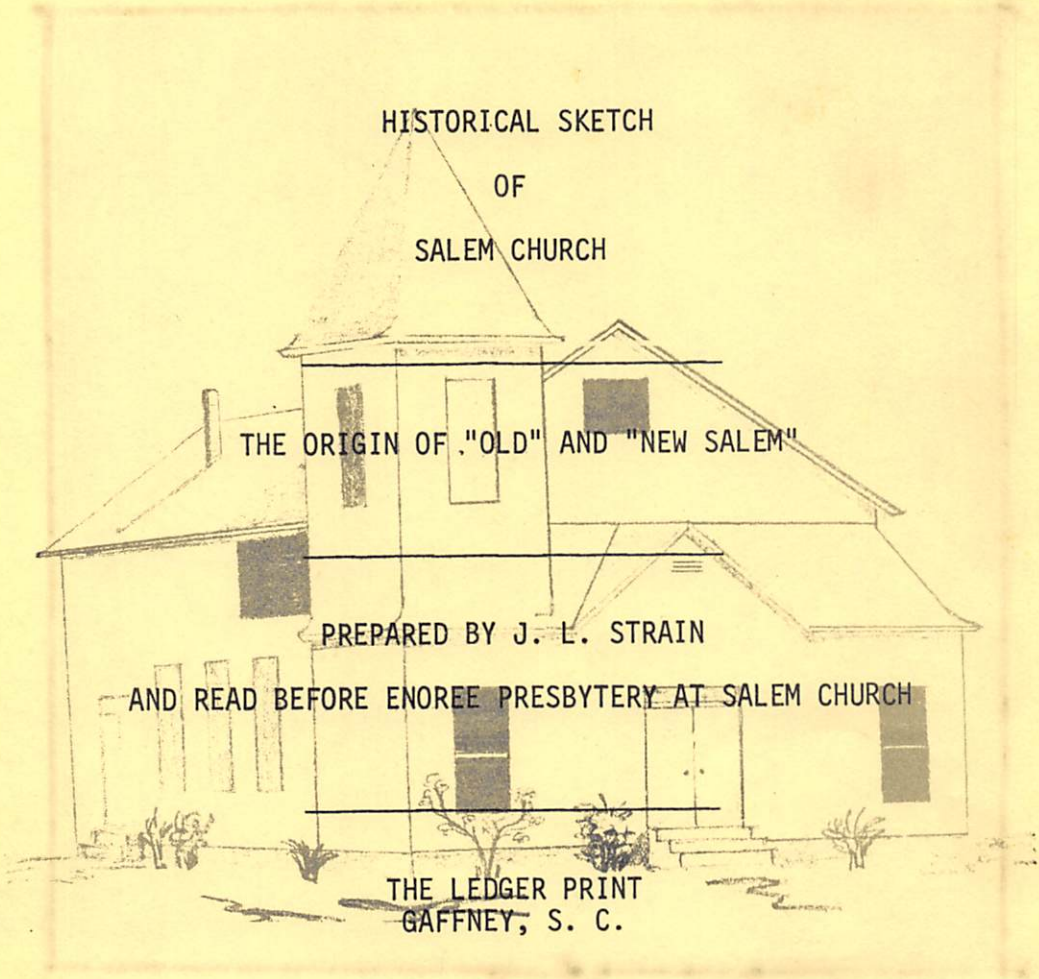 HISTORICAL SKETCH
OF
SALEM CHURCH
THE ORIGIN OF "OLD" AND "NEW SALEM"
PREPARED BY J. L. STRAIN
AND READ BEFORE ENOREE PRESBYTERY AT SALEM CHURCH
THE LEDGER PRINT
GAFFNEY, S. C.